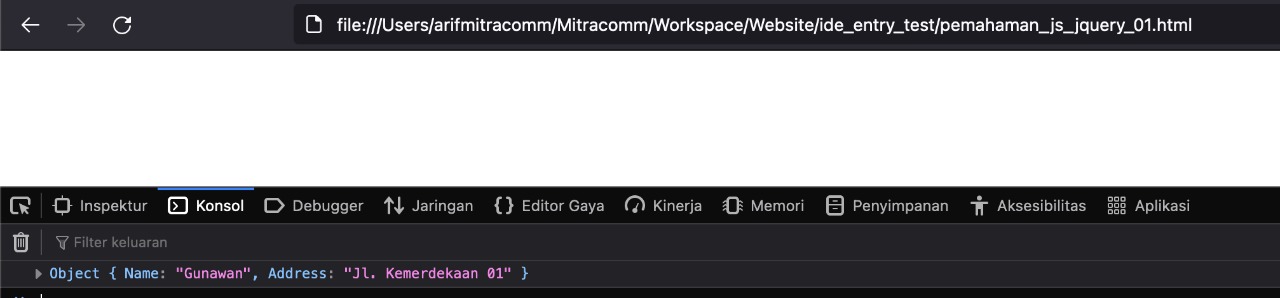 file:///Users/arifmitracomm/Mitracomm/Workspace/Website/ide_entry_test/pemahaman_js_jquery_01.html
Inspektur Konsol Debugger Jaringan Editor Gaya Kinerja Memori Penyimpanan Aksesibilitas Aplikasi
Filter keluaran
Object { Name: "Gunawan", Address: "Jl. Kemerdekaan 01" }